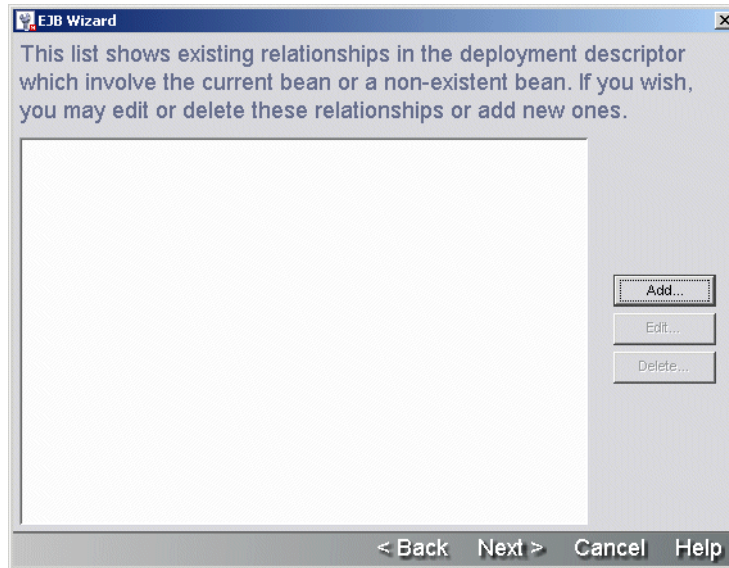 EJB Wizard
This list shows existing relationships in the deployment descriptor
which involve the current bean or a non-existent bean. If you wish,
you may edit or delete these relationships or add new ones.
Add...
Edit...
Delete...
< Back Next > Cancel Help